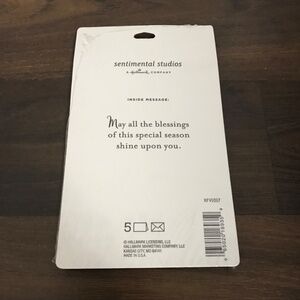 sentimental studios
A Hallmark COMPANY
INSIDE MESSAGE:
May all the blessings
of this special season
shine upon you.
5
© HALLMARK LICENSING, LLC
HALLMARK MARKETING COMPANY, LLC
KANSAS CITY, MO 64141
MADE IN U.S.A.